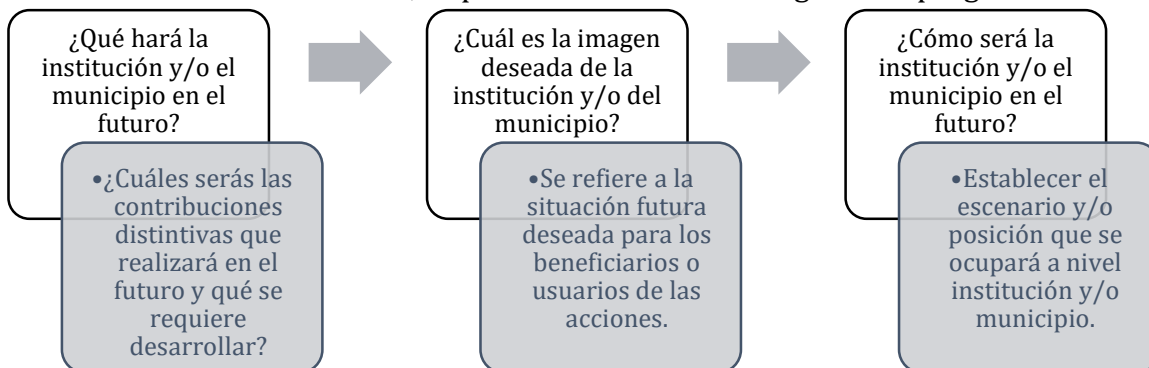 ¿Qué hará la
institución y/o el
municipio en el
futuro?
•¿Cuáles serás las
contribuciones
distintivas que
realizará en el
futuro y qué se
requiere
desarrollar?
¿Cuál es la imagen
deseada de la
institución y/o del
municipio?
•Se refiere a la
situación futura
deseada para los
beneficiarios o
usuarios de las
acciones.
¿Cómo será la
institución y/o el
municipio en el
futuro?
•Establecer el
escenario y/o
posición que se
ocupará a nivel
institución y/o
municipio.